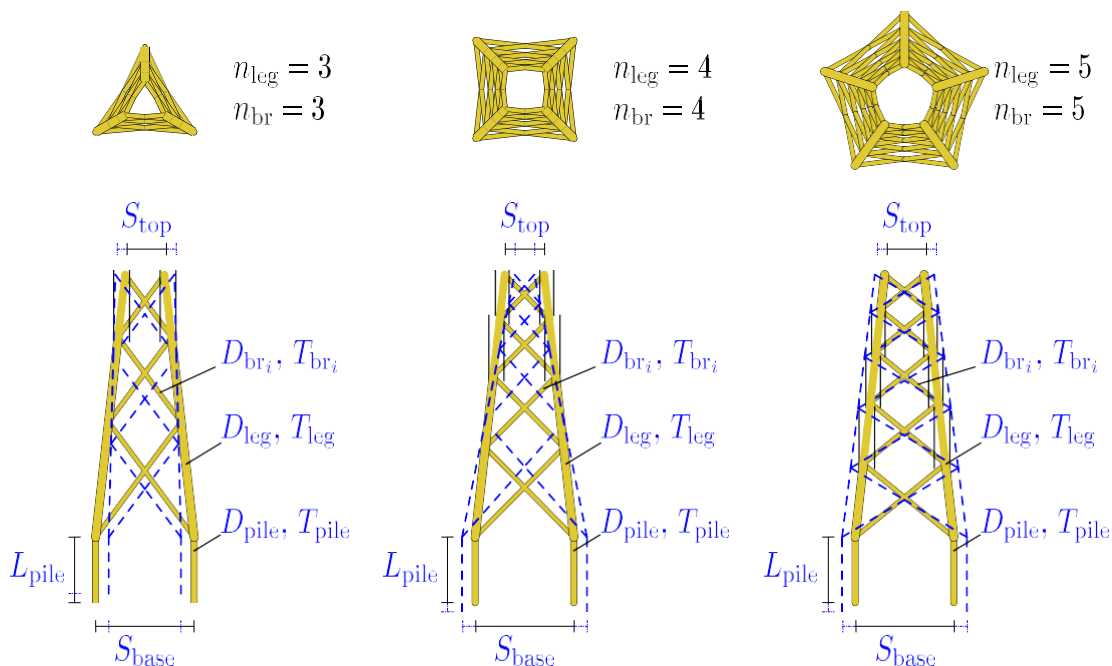 n_leg = 3
n_br = 3
n_leg = 4
n_br = 4
n_leg = 5
n_br = 5
S_top
S_top
S_top
D_br_i, T_br_i
D_br_i, T_br_i
D_br_i, T_br_i
D_leg, T_leg
D_leg, T_leg
D_leg, T_leg
D_pile, T_pile
D_pile, T_pile
D_pile, T_pile
L_pile
L_pile
L_pile
S_base
S_base
S_base